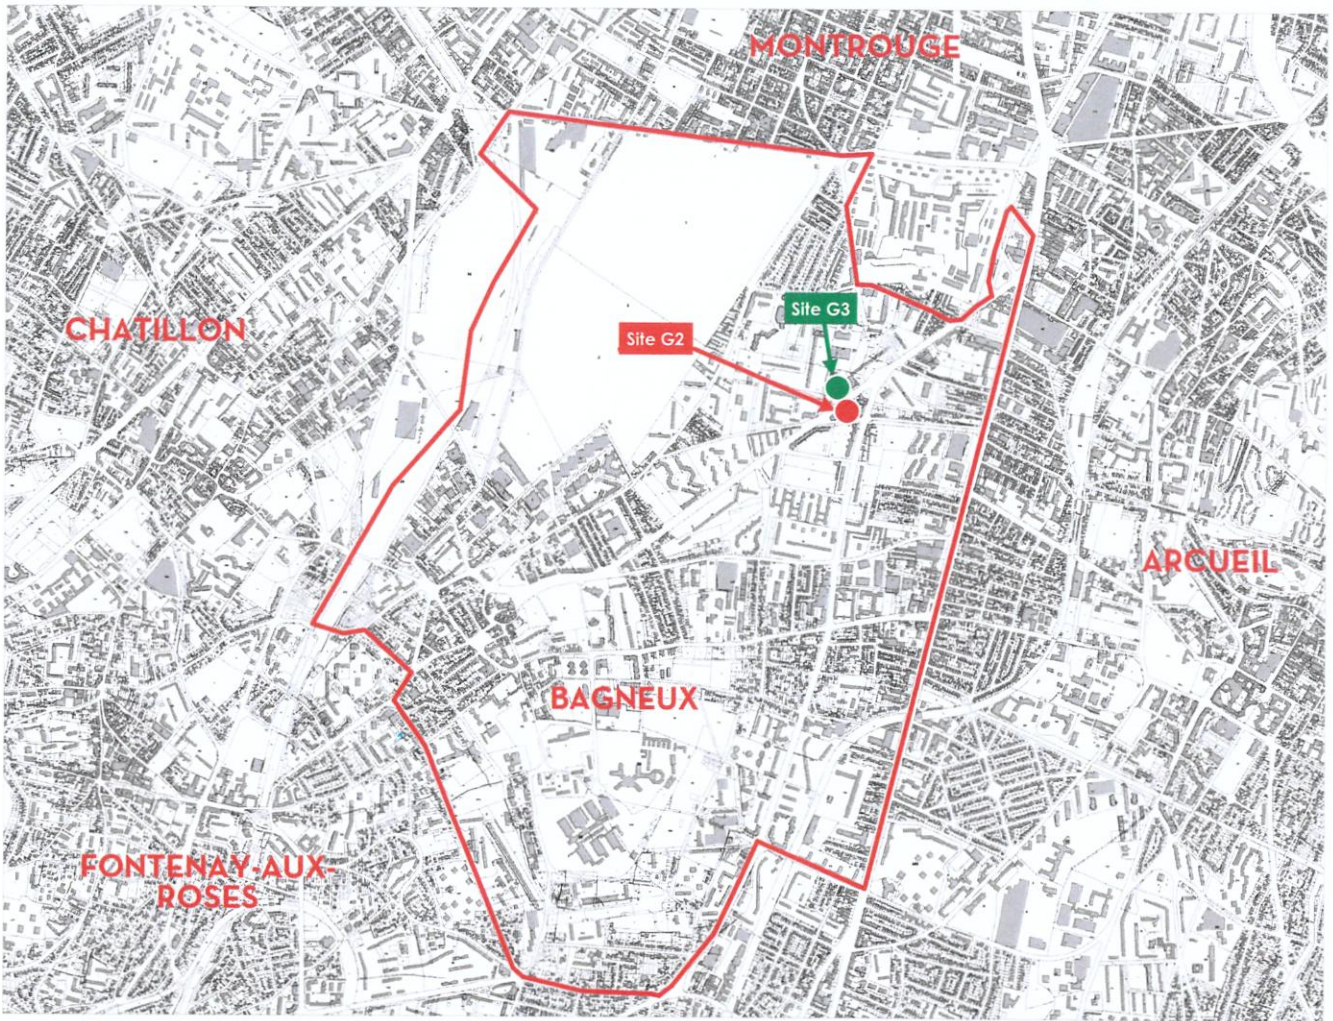 MONTROUGE
Site G3
CHATILLON
Site G2
ARCUEIL
BAGNEUX
FONTENAY-AUX-
ROSES